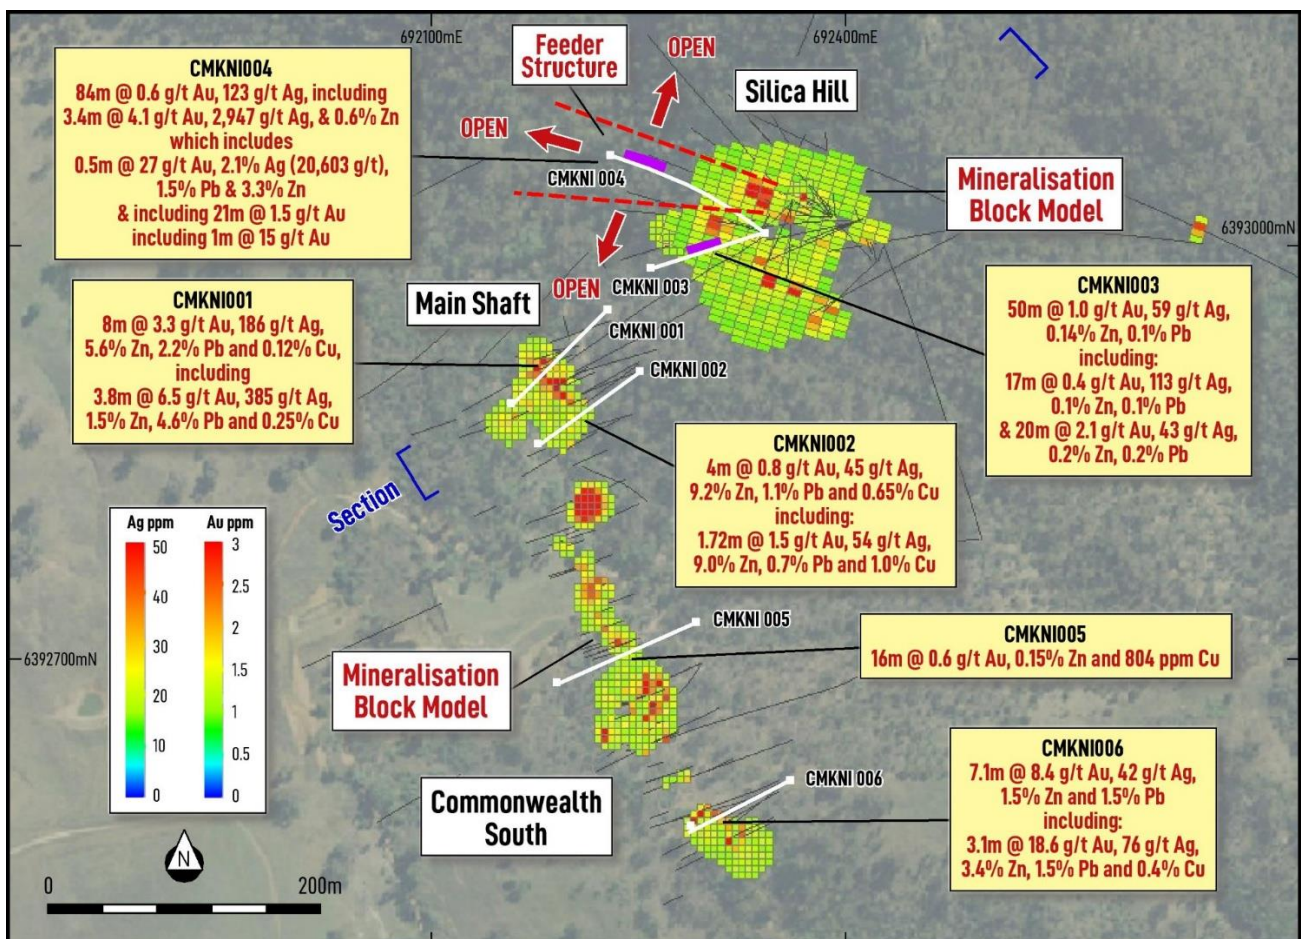 692100mE
692400mE
CMKNI004
84m @ 0.6 g/t Au, 123 g/t Ag, including
3.4m @ 4.1 g/t Au, 2,947 g/t Ag, & 0.6% Zn
which includes
0.5m @ 27 g/t Au, 2.1% Ag (20,603 g/t),
1.5% Pb & 3.3% Zn
& including 21m @ 1.5 g/t Au
including 1m @ 15 g/t Au
Feeder
Structure
OPEN
Silica Hill
OPEN
CMKNI 004
Mineralisation
Block Model
6393000mN
OPEN
CMKNI 003
CMKNI001
8m @ 3.3 g/t Au, 186 g/t Ag,
5.6% Zn, 2.2% Pb and 0.12% Cu,
including
3.8m @ 6.5 g/t Au, 385 g/t Ag,
1.5% Zn, 4.6% Pb and 0.25% Cu
Main Shaft
CMKNI 001
CMKNI 002
CMKNI003
50m @ 1.0 g/t Au, 59 g/t Ag,
0.14% Zn, 0.1% Pb
including:
17m @ 0.4 g/t Au, 113 g/t Ag,
0.1% Zn, 0.1% Pb
& 20m @ 2.1 g/t Au, 43 g/t Ag,
0.2% Zn, 0.2% Pb
CMKNI002
4m @ 0.8 g/t Au, 45 g/t Ag,
9.2% Zn, 1.1% Pb and 0.65% Cu
including:
1.72m @ 1.5 g/t Au, 54 g/t Ag,
9.0% Zn, 0.7% Pb and 1.0% Cu
Section
Ag ppm
Au ppm
50
3
2.5
40
2
30
1.5
20
1
10
0.5
0
0
6392700mN
CMKNI 005
CMKNI005
16m @ 0.6 g/t Au, 0.15% Zn and 804 ppm Cu
Mineralisation
Block Model
CMKNI 006
Commonwealth
South
CMKNI006
7.1m @ 8.4 g/t Au, 42 g/t Ag,
1.5% Zn and 1.5% Pb
including:
3.1m @ 18.6 g/t Au, 76 g/t Ag,
3.4% Zn, 1.5% Pb and 0.4% Cu
N
0
200m